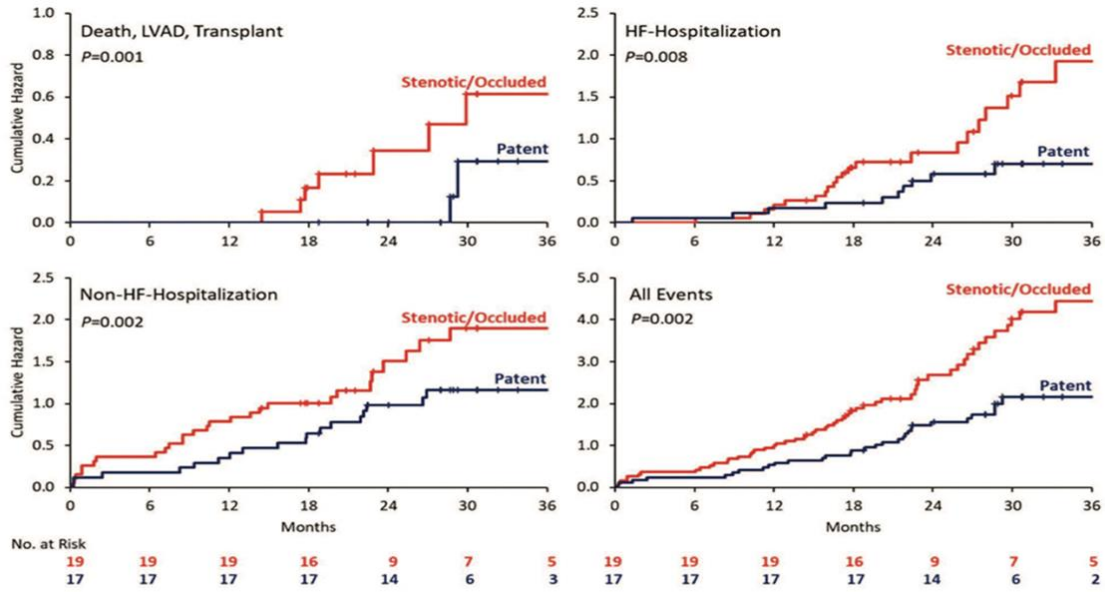 Death, LVAD, Transplant
P=0.001
Stenotic/Occluded
Patent
Cumulative Hazard
1.0
0.8
0.6
0.4
0.2
0.0
0 6 12 18 24 30 36
HF-Hospitalization
P=0.008
Stenotic/Occluded
Patent
2.5
2.0
1.5
1.0
0.5
0.0
0 6 12 18 24 30 36
Non-HF-Hospitalization
P=0.002
Stenotic/Occluded
Patent
Cumulative Hazard
2.5
2.0
1.5
1.0
0.5
0.0
0 6 12 18 24 30 36
Months
All Events
P=0.002
Stenotic/Occluded
Patent
5.0
4.0
3.0
2.0
1.0
0.0
0 6 12 18 24 30 36
Months
No. at Risk
19 19 19 16 9 7 5
17 17 17 17 14 6 3
19 19 19 16 9 7 5
17 17 17 17 14 6 2